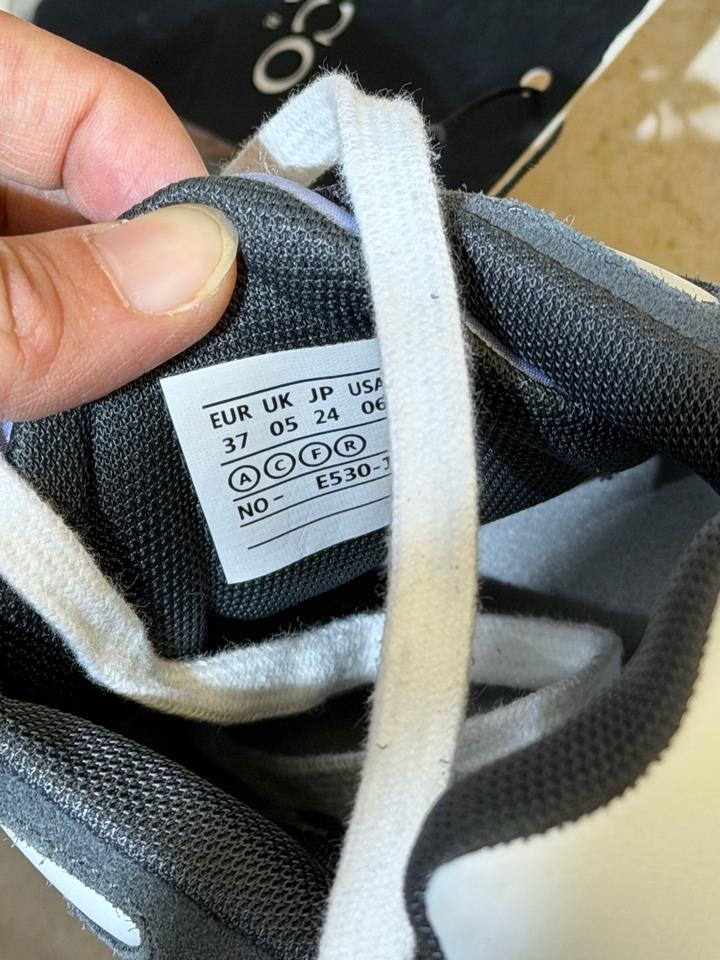 EUR UK JP USA
37 05 24 06
A C F R
NO- E530-